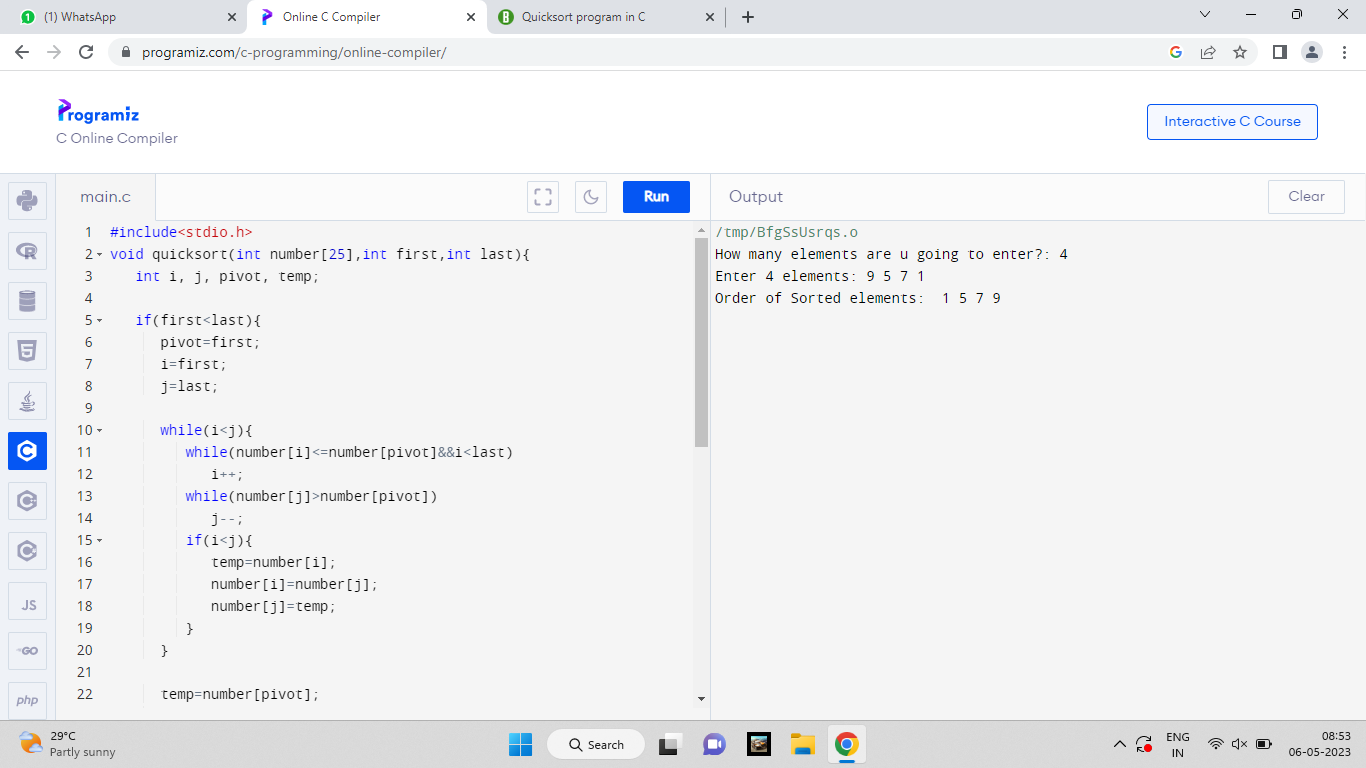 (1) WhatsApp
Online C Compiler
Quicksort program in C
programiz.com/c-programming/online-compiler/
Programiz
C Online Compiler
Interactive C Course
main.c
Run
Output
Clear
1 #include<stdio.h>
2 void quicksort(int number[25],int first,int last){
3 int i, j, pivot, temp;
4
5 if(first<last){
6 pivot=first;
7 i=first;
8 j=last;
9
10 while(i<j){
11 while(number[i]<=number[pivot]&&i<last)
12 i++;
13 while(number[j]>number[pivot])
14 j--;
15 if(i<j){
16 temp=number[i];
17 number[i]=number[j];
18 number[j]=temp;
19 }
20 }
21
22 temp=number[pivot];
/tmp/BfgSsUsrqs.o
How many elements are u going to enter?: 4
Enter 4 elements: 9 5 7 1
Order of Sorted elements:  1 5 7 9
R
5
C
JS
GO
php
29°C
Partly sunny
Search
ENG
IN
08:53
06-05-2023